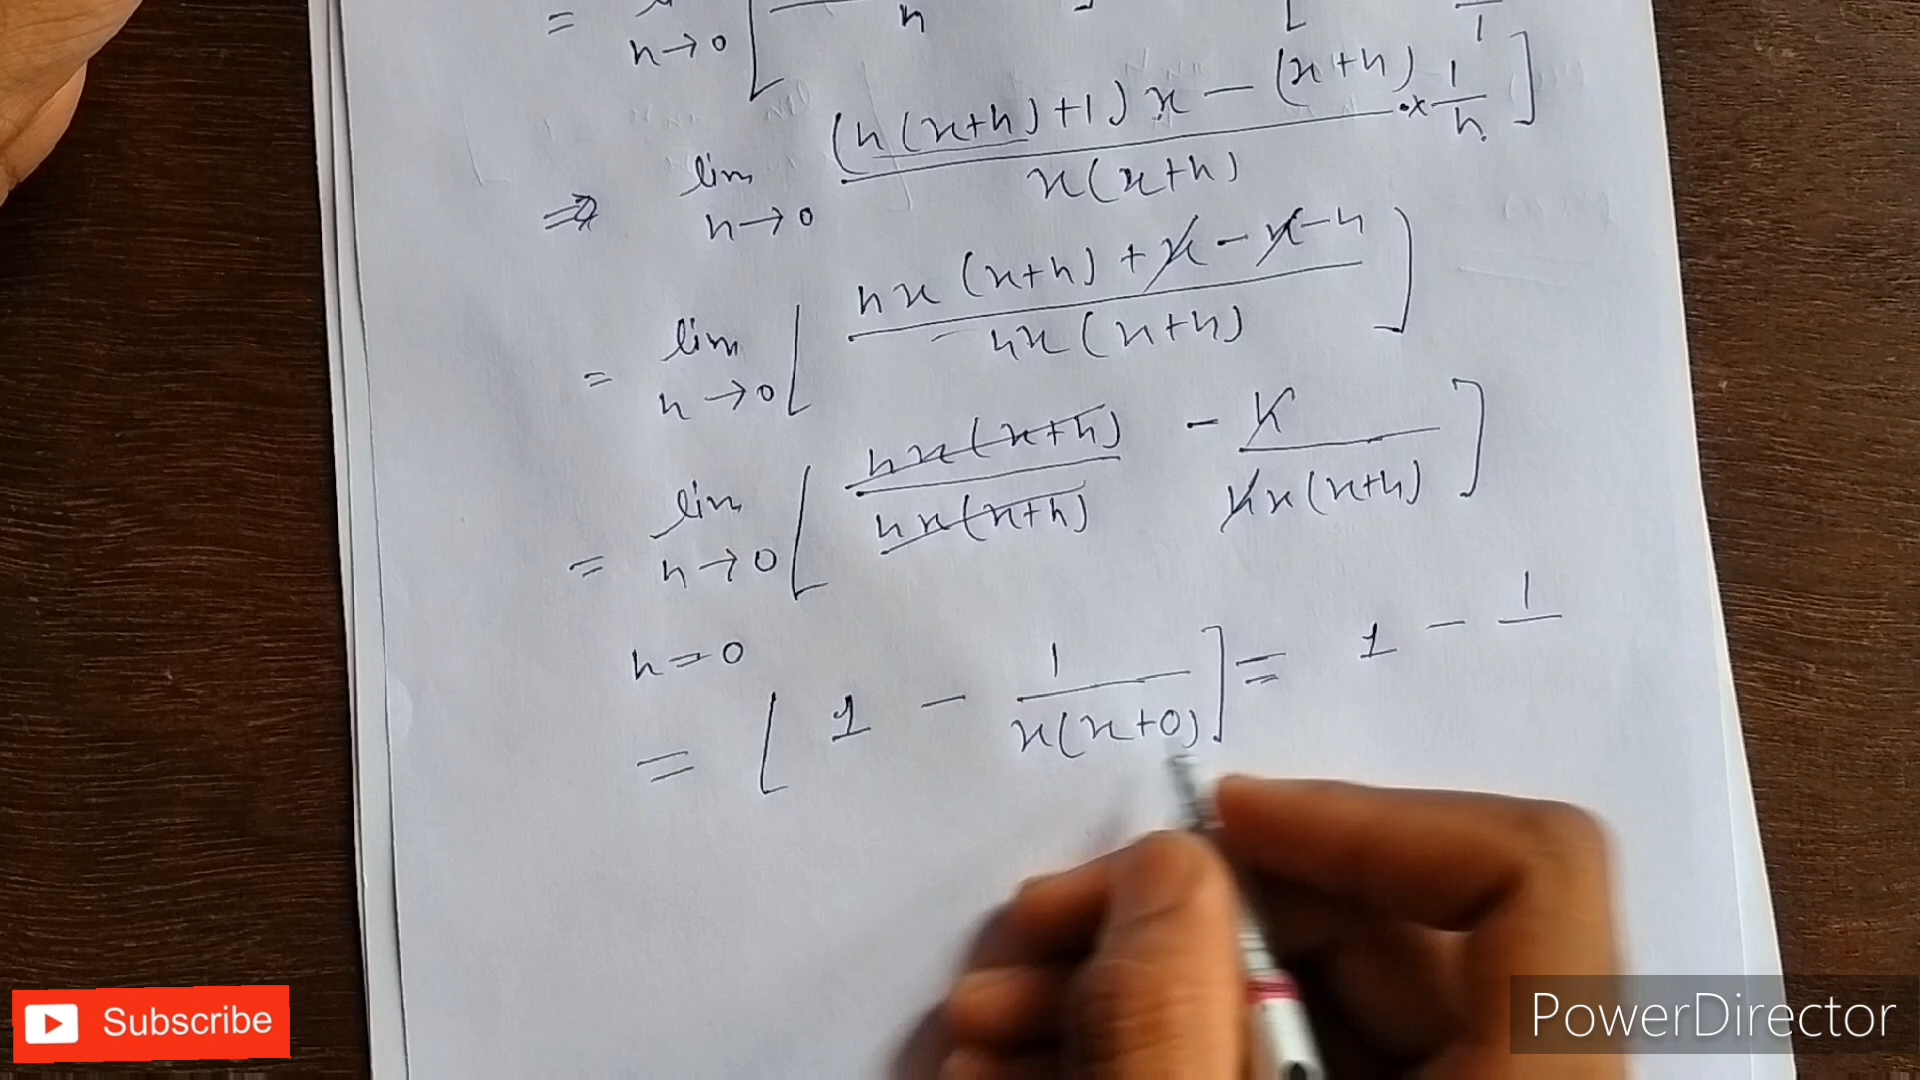 = n→0 [ n
(h(x+h)+1)x - (x+h) × 1/h ]
⇒ lim n→0 x(x+h)
= lim n→0 [ hx(x+h)+x-x-h / hx(x+h) ]
= lim n→0 [ hx(x+h) / hx(x+h) - h / hx(x+h) ]
h=0
= [ 1 - 1 / x(x+0) ] = 1 - 1
Subscribe
PowerDirector